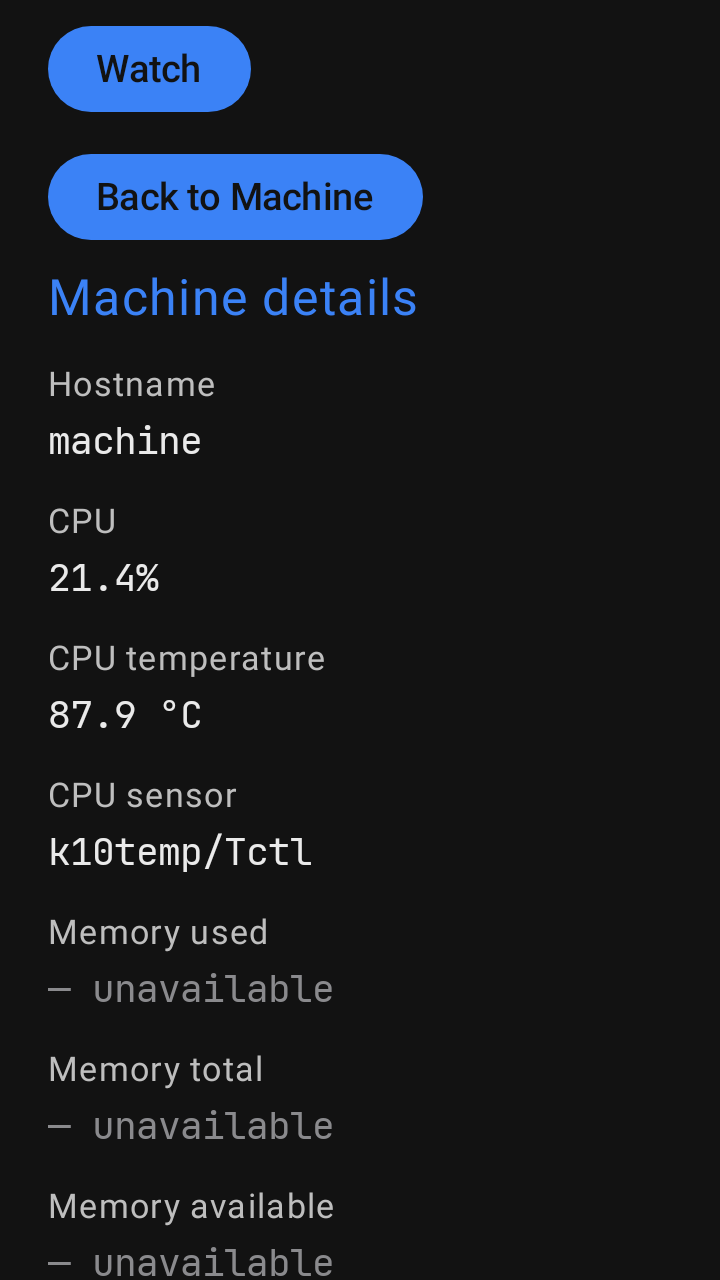 Watch
Back to Machine
Machine details
Hostname
machine
CPU
21.4%
CPU temperature
87.9 °C
CPU sensor
k10temp/Tctl
Memory used
— unavailable
Memory total
— unavailable
Memory available
— unavailable